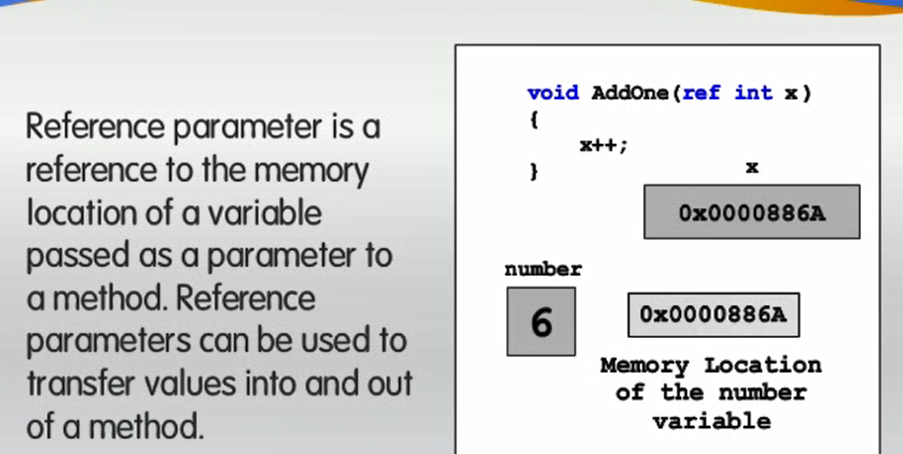 Reference parameter is a
reference to the memory
location of a variable
passed as a parameter to
a method. Reference
parameters can be used to
transfer values into and out
of a method.
void AddOne(ref int x)
{
x++;
}
x
0x0000886A
number
6
0x0000886A
Memory Location
of the number
variable